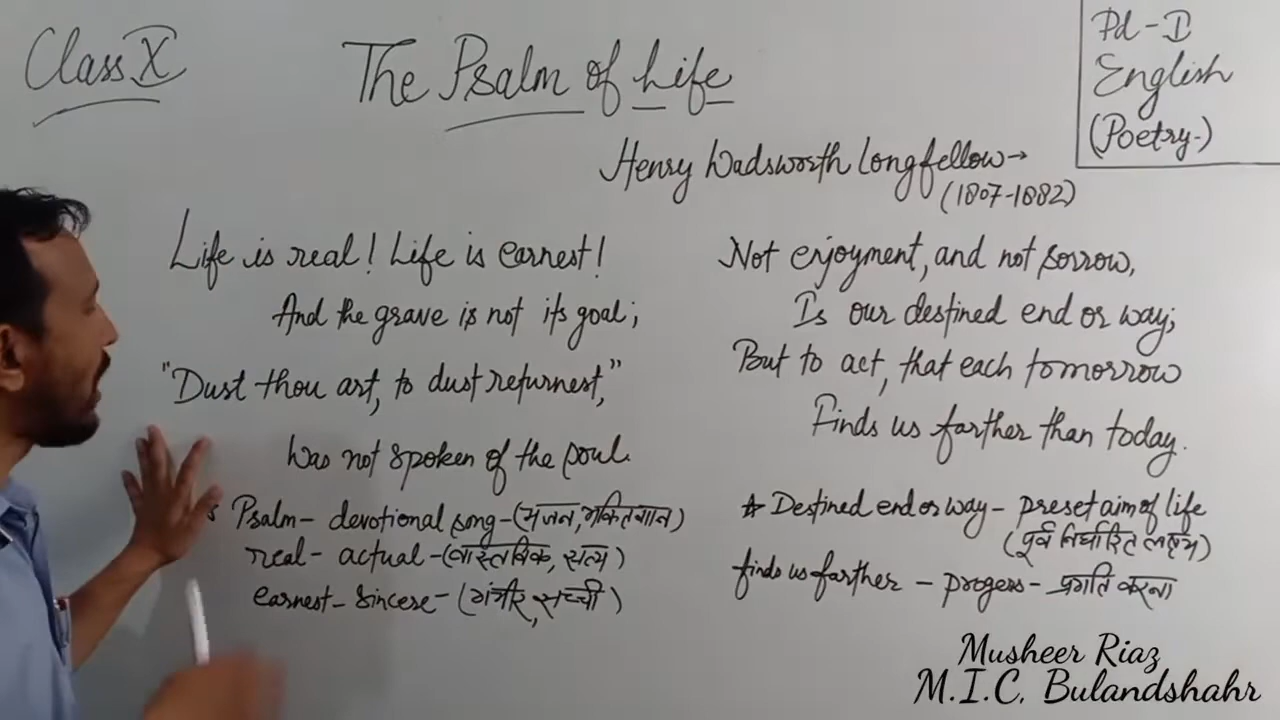 Class X
The Psalm of Life
Pd - I
English
(Poetry-)
Henry Wadsworth Longfellow→
(1807-1882)
Life is real! Life is earnest!
And the grave is not its goal;
"Dust thou art, to dust returnest,"
Was not spoken of the soul.
Psalm - devotional song - (भजन, भक्तिगान)
real - actual - (वास्तविक, सत्य)
earnest - sincere - (गंभीर, सच्ची)
Not enjoyment, and not sorrow,
Is our destined end or way;
But to act, that each tomorrow
Finds us farther than today.
* Destined end or way - preset aim of life
(पूर्व निर्धारित लक्ष्य)
finds us farther - progess - प्रगति करना
Musheer Riaz
M.I.C. Bulandshahr